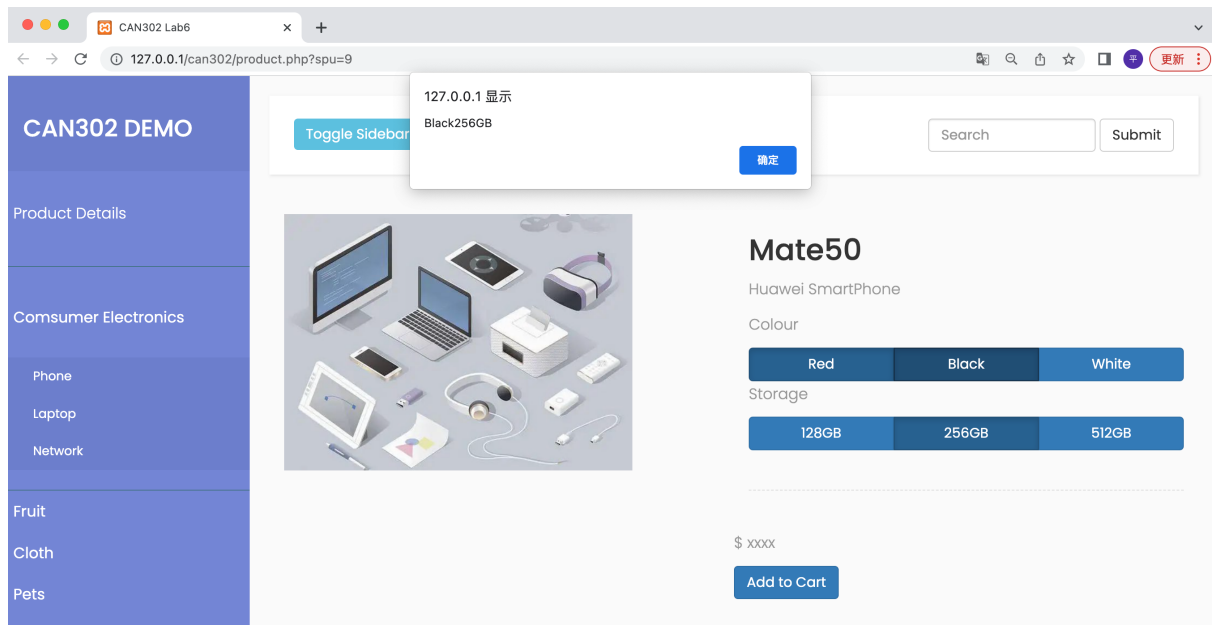 CAN302 Lab6
127.0.0.1/can302/product.php?spu=9
平
更新
127.0.0.1 显示
Black256GB
确定
CAN302 DEMO
Toggle Sidebar
Search
Submit
Product Details
Comsumer Electronics
Phone
Laptop
Network
Fruit
Cloth
Pets
Mate50
Huawei SmartPhone
Colour
Red Black White
Storage
128GB 256GB 512GB
$ xxxx
Add to Cart